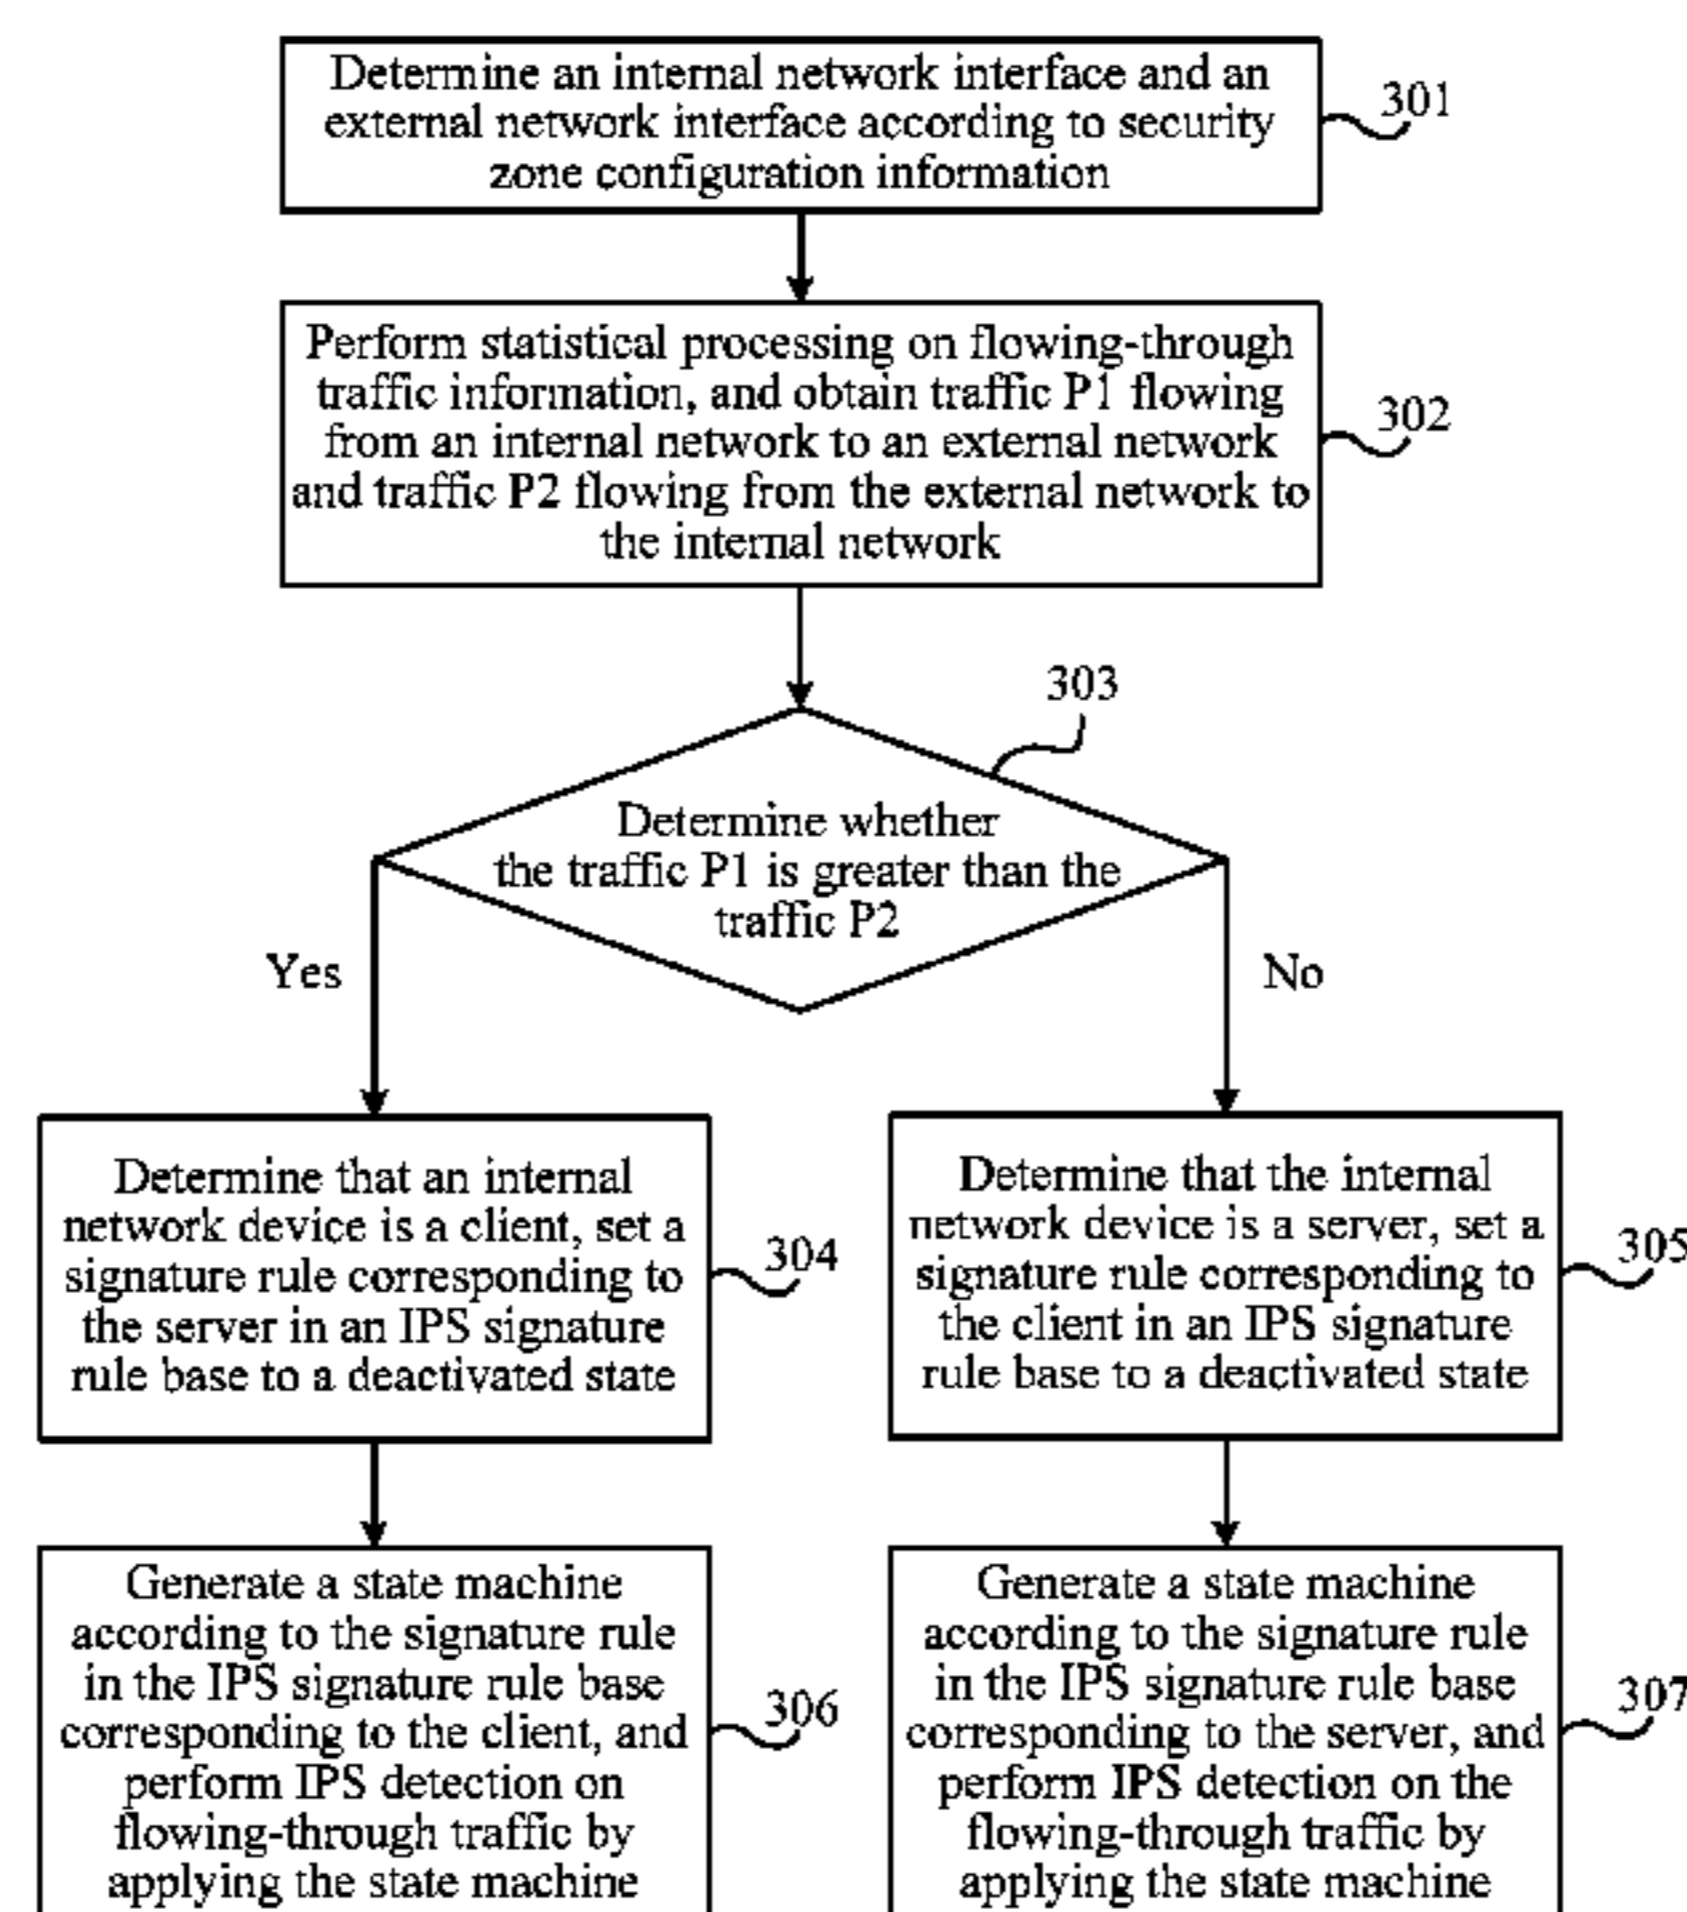 Determine an internal network interface and an
external network interface according to security
zone configuration information
301
Perform statistical processing on flowing-through
traffic information, and obtain traffic P1 flowing
from an internal network to an external network
and traffic P2 flowing from the external network to
the internal network
302
303
Determine whether
the traffic P1 is greater than the
traffic P2
Yes
No
Determine that an internal
network device is a client, set a
signature rule corresponding to
the server in an IPS signature
rule base to a deactivated state
304
Determine that the internal
network device is a server, set a
signature rule corresponding to
the client in an IPS signature
rule base to a deactivated state
305
Generate a state machine
according to the signature rule
in the IPS signature rule base
corresponding to the client, and
perform IPS detection on
flowing-through traffic by
applying the state machine
306
Generate a state machine
according to the signature rule
in the IPS signature rule base
corresponding to the server, and
perform IPS detection on the
flowing-through traffic by
applying the state machine
307